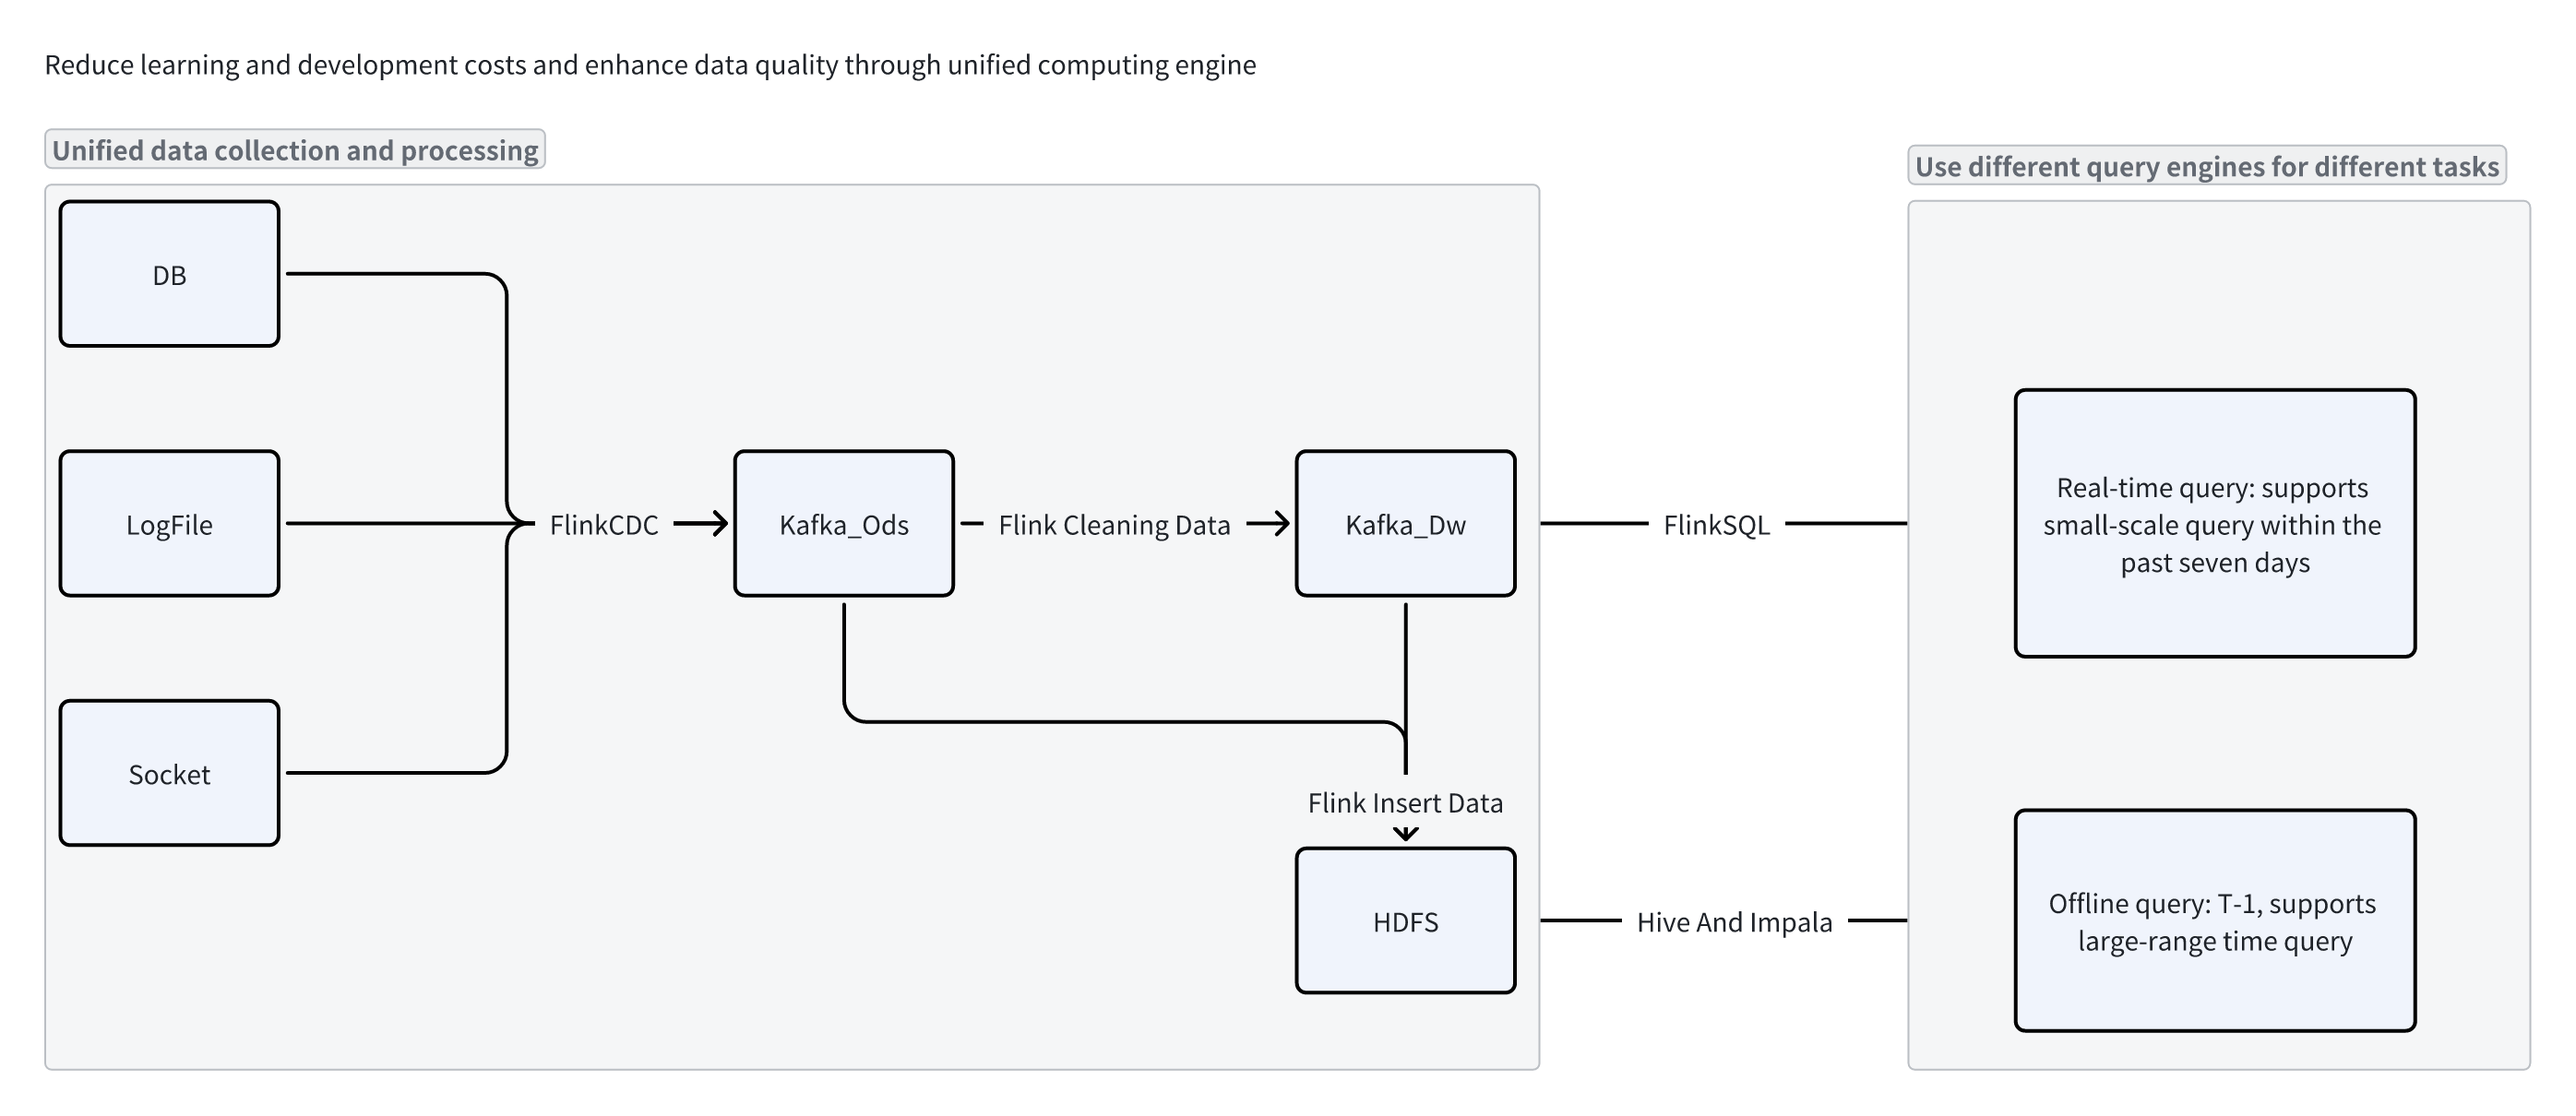 Reduce learning and development costs and enhance data quality through unified computing engine
Unified data collection and processing
Use different query engines for different tasks
DB
LogFile
FlinkCDC
Kafka_Ods
Flink Cleaning Data
Kafka_Dw
FlinkSQL
Real-time query: supports
small-scale query within the
past seven days
Socket
Flink Insert Data
HDFS
Hive And Impala
Offline query: T-1, supports
large-range time query